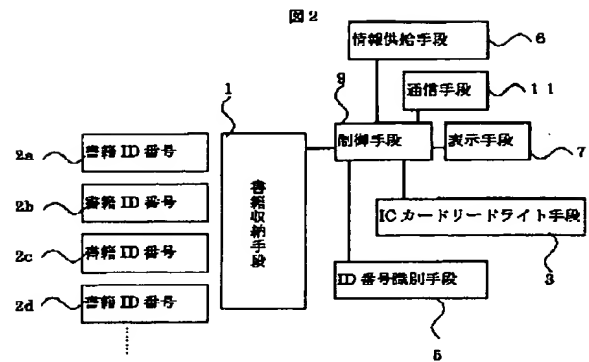 図2
情報供給手段
6
通信手段
11
1
9
制御手段
表示手段
7
2a
書籍ID番号
書籍収納手段
2b
書籍ID番号
ICカードリードライト手段
3
2c
書籍ID番号
ID番号識別手段
5
2d
書籍ID番号